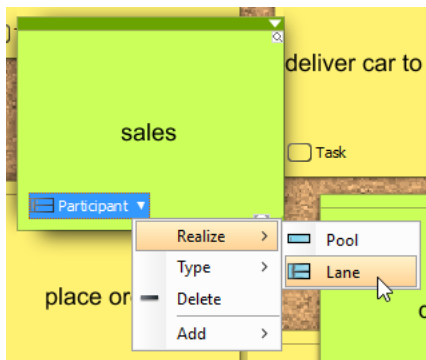 deliver car to
sales
Task
Participant
Realize
Pool
Type
Lane
place or
Delete
Add